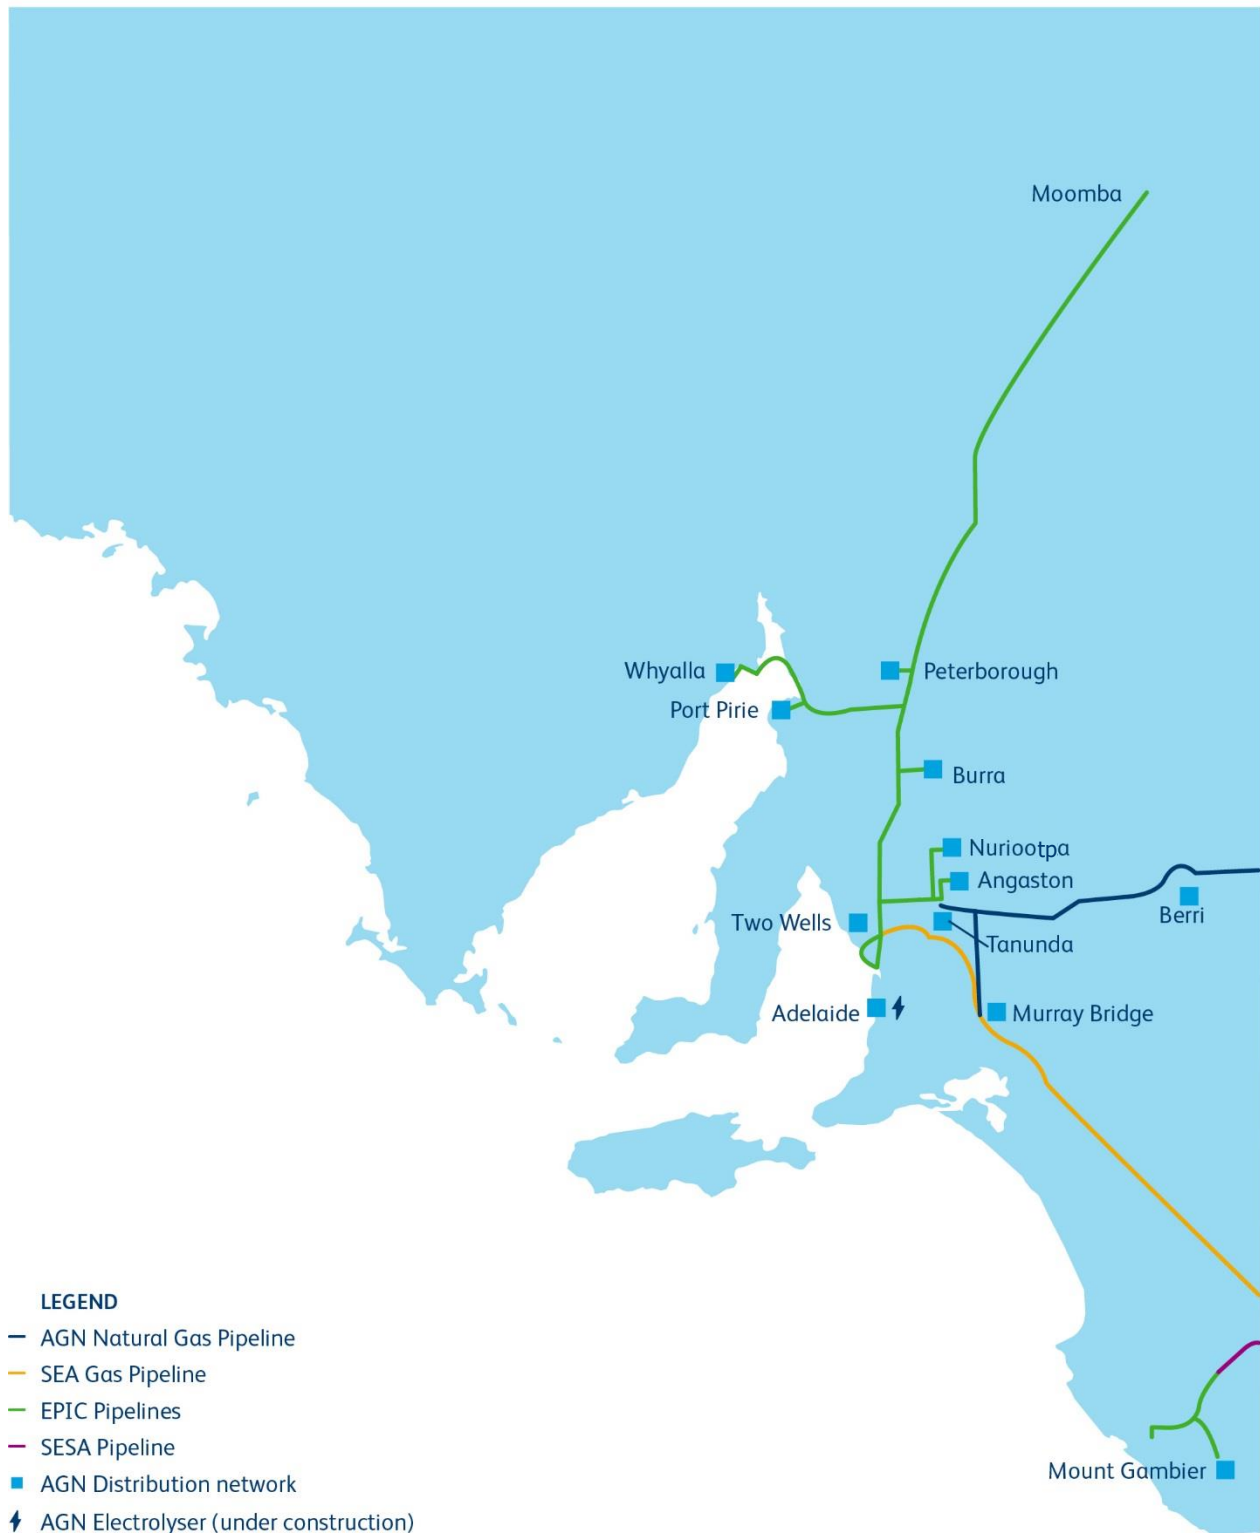 Moomba
Whyalla
Peterborough
Port Pirie
Burra
Nuriootpa
Angaston
Two Wells
Berri
Tanunda
Adelaide
Murray Bridge
LEGEND
AGN Natural Gas Pipeline
SEA Gas Pipeline
EPIC Pipelines
SESA Pipeline
Mount Gambier
AGN Distribution network
AGN Electrolyser (under construction)